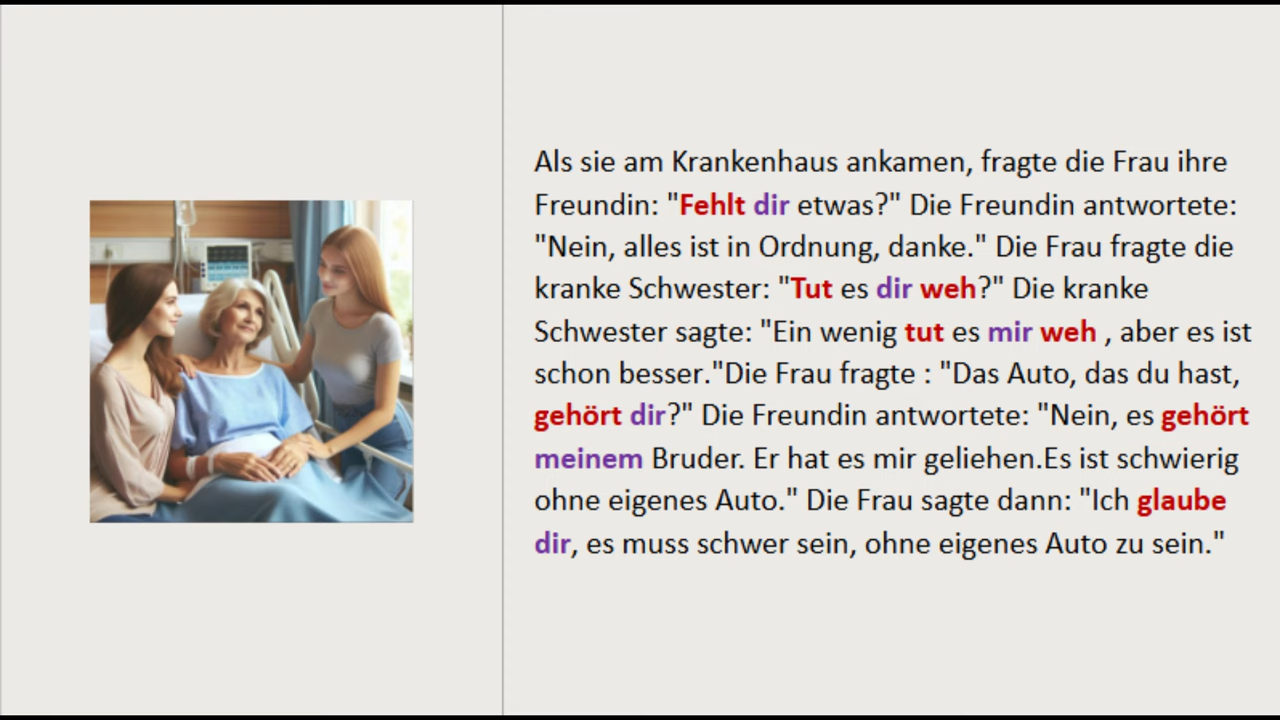 Als sie am Krankenhaus ankamen, fragte die Frau ihre
Freundin: "Fehlt dir etwas?" Die Freundin antwortete:
"Nein, alles ist in Ordnung, danke." Die Frau fragte die
kranke Schwester: "Tut es dir weh?" Die kranke
Schwester sagte: "Ein wenig tut es mir weh , aber es ist
schon besser."Die Frau fragte : "Das Auto, das du hast,
gehört dir?" Die Freundin antwortete: "Nein, es gehört
meinem Bruder. Er hat es mir geliehen.Es ist schwierig
ohne eigenes Auto." Die Frau sagte dann: "Ich glaube
dir, es muss schwer sein, ohne eigenes Auto zu sein."